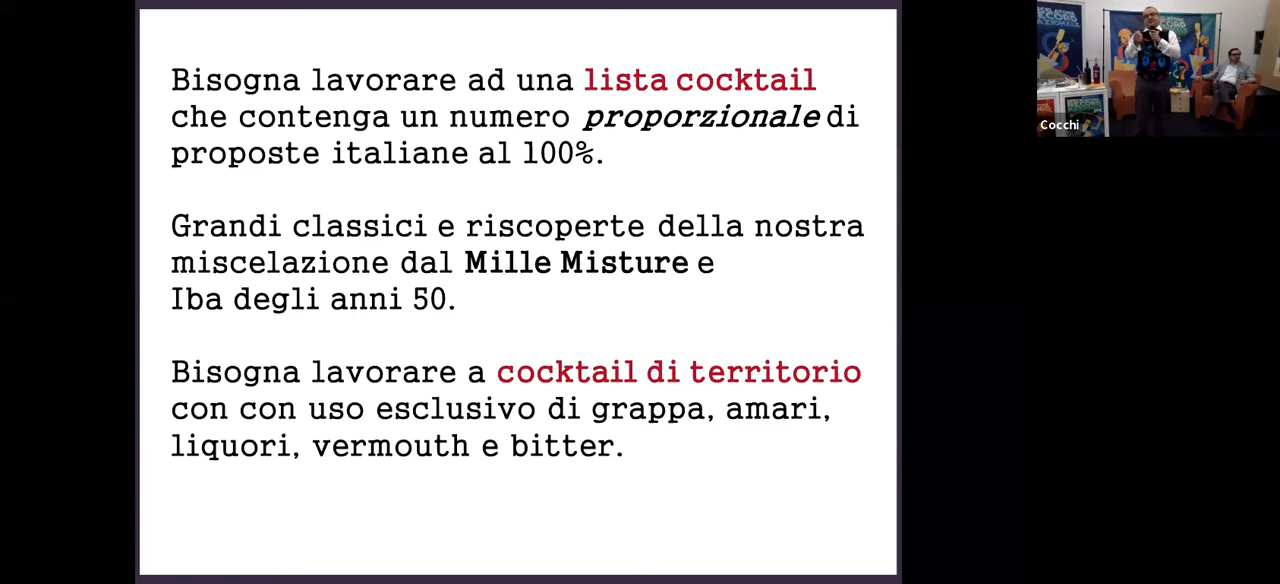 Bisogna lavorare ad una lista cocktail
che contenga un numero proporzionale di
proposte italiane al 100%.
Grandi classici e riscoperte della nostra
miscelazione dal Mille Misture e
Iba degli anni 50.
Bisogna lavorare a cocktail di territorio
con con uso esclusivo di grappa, amari,
liquori, vermouth e bitter.
Cocchi